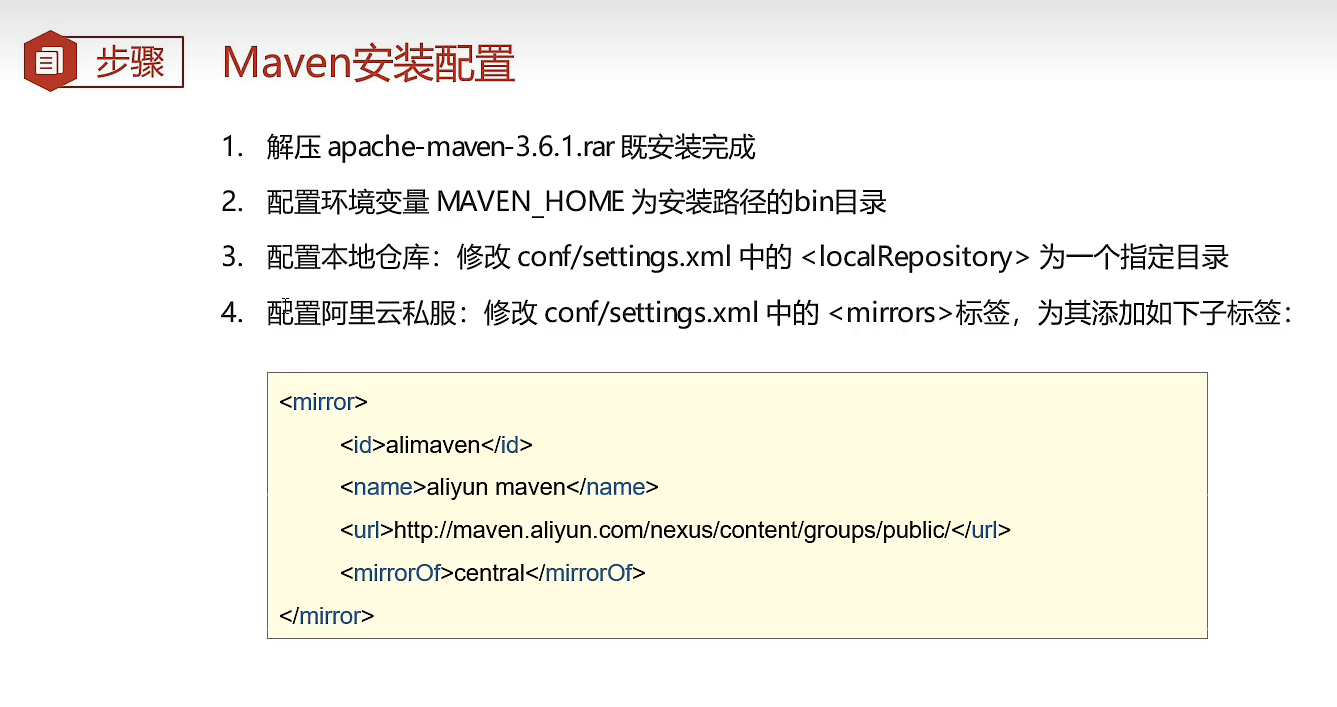 步骤
Maven安装配置
1. 解压 apache-maven-3.6.1.rar 既安装完成
2. 配置环境变量 MAVEN_HOME 为安装路径的bin目录
3. 配置本地仓库：修改 conf/settings.xml 中的 <localRepository> 为一个指定目录
4. 配置阿里云私服：修改 conf/settings.xml 中的 <mirrors>标签，为其添加如下子标签：
<mirror>
<id>alimaven</id>
<name>aliyun maven</name>
<url>http://maven.aliyun.com/nexus/content/groups/public/</url>
<mirrorOf>central</mirrorOf>
</mirror>